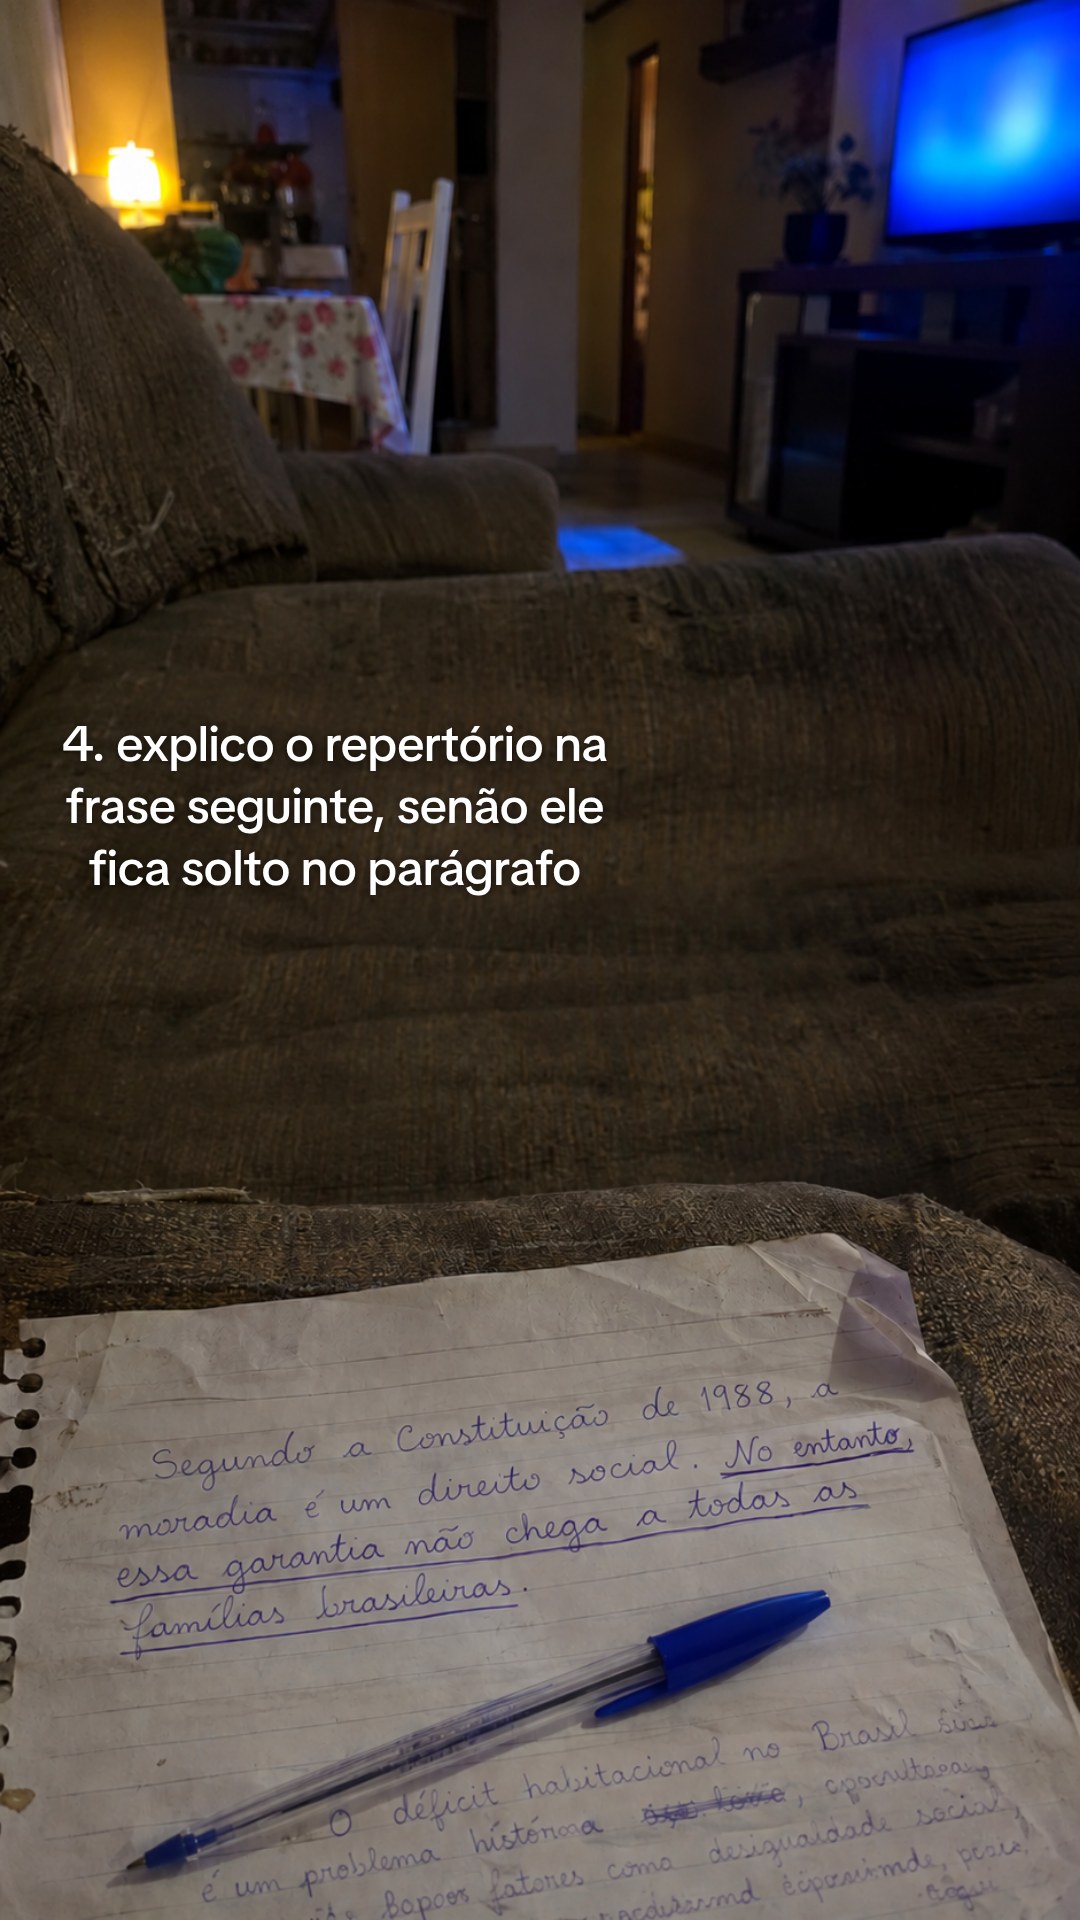 4. explico o repertório na
frase seguinte, senão ele
fica solto no parágrafo
Segundo a Constituição de 1988, a
moradia é um direito social. No entanto,
essa garantia não chega a todas as
famílias brasileiras.
O déficit habitacional no Brasil
é um problema
fatores como desigualdade social,